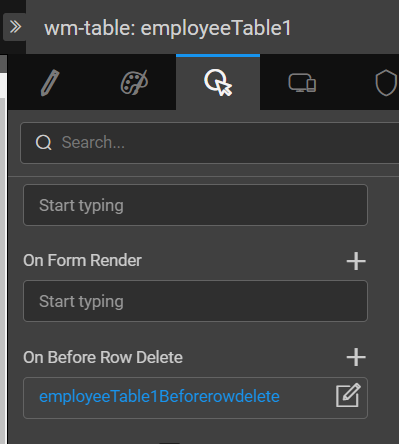 wm-table: employeeTable1
Search...
Start typing
On Form Render
Start typing
On Before Row Delete
employeeTable1Beforerowdelete